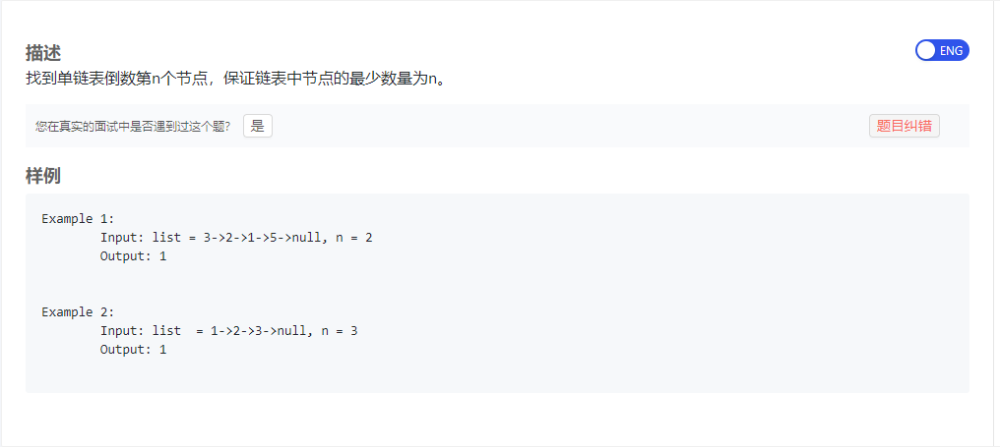 描述
ENG
找到单链表倒数第n个节点，保证链表中节点的最少数量为n。
您在真实的面试中是否遇到过这个题？ 是
题目纠错
样例
Example 1:
Input: list = 3->2->1->5->null, n = 2
Output: 1
Example 2:
Input: list  = 1->2->3->null, n = 3
Output: 1